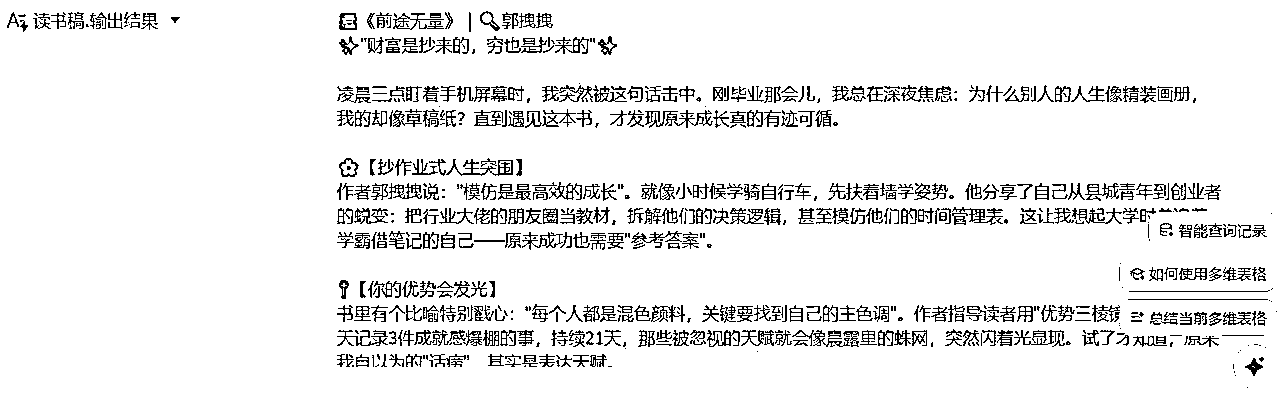 读书稿.输出结果
《前途无量》 | 郭拽拽
"财富是抄来的，穷也是抄来的"
凌晨三点盯着手机屏幕时，我突然被这句话击中。刚毕业那会儿，我总在深夜焦虑：为什么别人的人生像精装画册，
我的却像草稿纸？直到遇见这本书，才发现原来成长真的有迹可循。
【抄作业式人生突围】
作者郭拽拽说："模仿是最高效的成长"。就像小时候学骑自行车，先扶着墙学姿势。他分享了自己从县城青年到创业者
的蜕变：把行业大佬的朋友圈当教材，拆解他们的决策逻辑，甚至模仿他们的时间管理表。这让我想起大学时
学霸借笔记的自己——原来成功也需要"参考答案"。
智能查询记录
如何使用多维表格
【你的优势会发光】
书里有个比喻特别戳心："每个人都是混色颜料，关键要找到自己的主色调"。作者指导读者用"优势三棱镜
总结当前多维表格
天记录3件成就感爆棚的事，持续21天，那些被忽视的天赋就会像晨露里的蛛网，突然闪着光显现。试了才知道，原来
我自以为的"话痨"，其实是表达天赋。